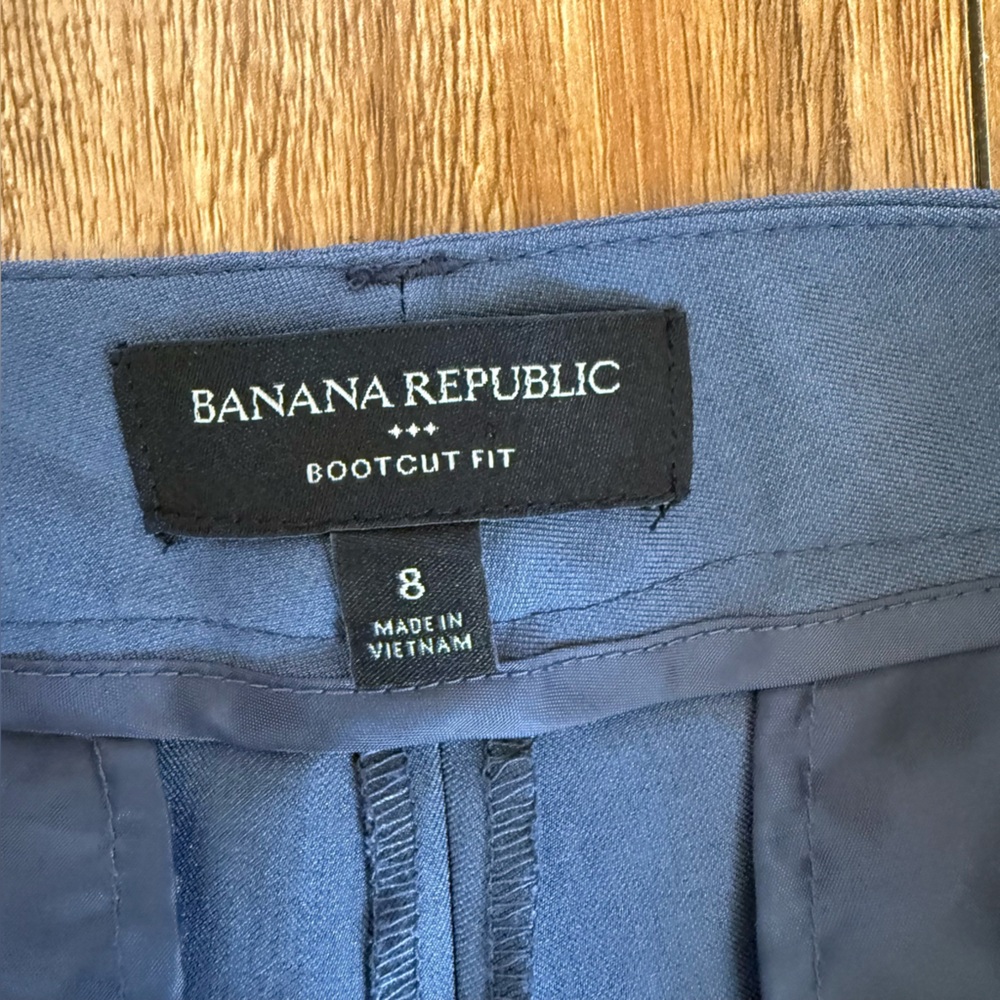 BANANA REPUBLIC
BOOTCUT FIT
8
MADE IN
VIETNAM